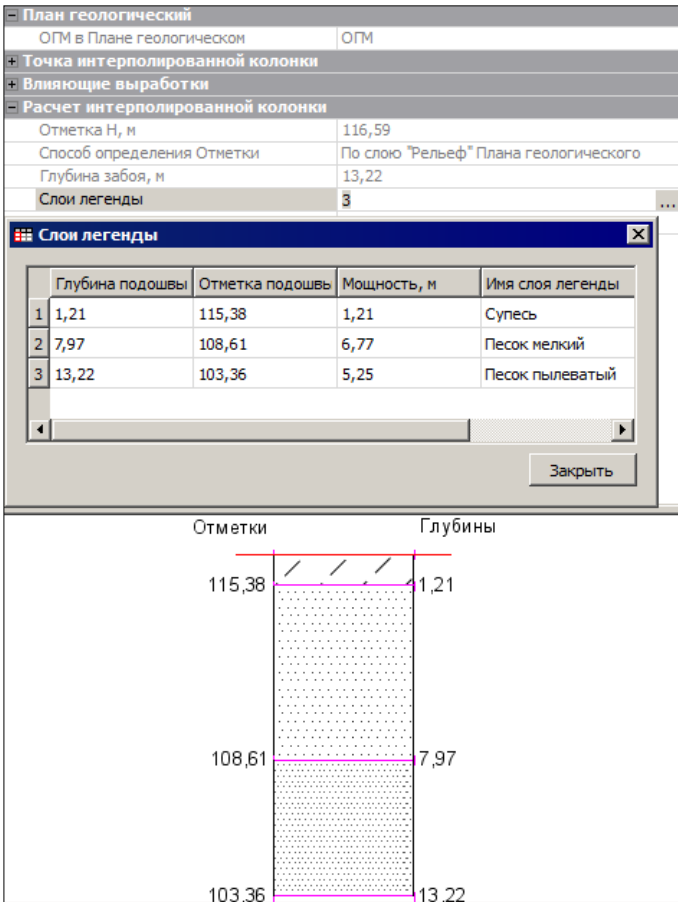 План геологический
ОГМ в Плане геологическом ОГМ
Точка интерполированной колонки
Влияющие выработки
Расчет интерполированной колонки
Отметка Н, м 116,59
Способ определения Отметки По слою "Рельеф" Плана геологического
Глубина забоя, м 13,22
Слои легенды 3 ...
Слои легенды
Глубина подошвы Отметка подошвь Мощность, м Имя слоя легенды
1 1,21 115,38 1,21 Супесь
2 7,97 108,61 6,77 Песок мелкий
3 13,22 103,36 5,25 Песок пылеватый
Закрыть
Отметки Глубины
115,38 1,21
108,61 7,97
103,36 13,22